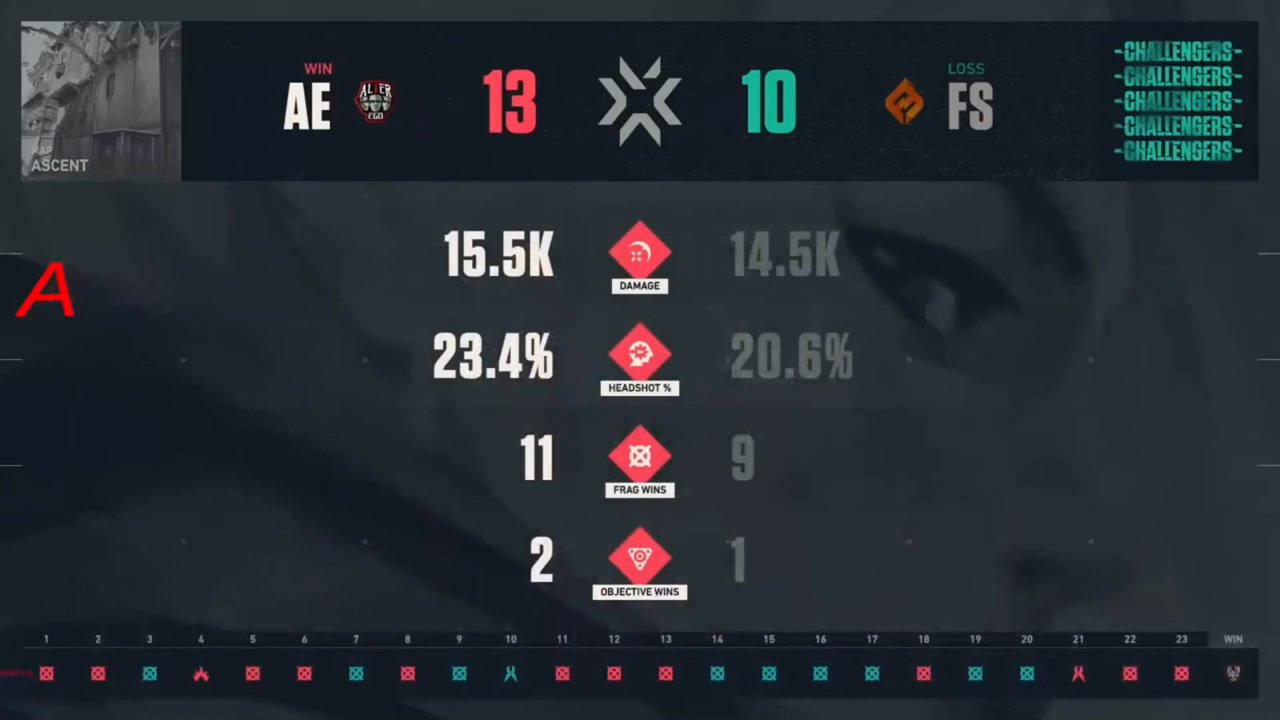 WIN
AE
ALTER
EGO
13
10
LOSS
FS
-CHALLENGERS-
-CHALLENGERS-
-CHALLENGERS-
-CHALLENGERS-
-CHALLENGERS-
MAP
ASCENT
A
15.5K
DAMAGE
14.5K
23.4%
HEADSHOT %
20.6%
11
FRAG WINS
9
2
OBJECTIVE WINS
1
1 2 3 4 5 6 7 8 9 10 11 12 13 14 15 16 17 18 19 20 21 22 23 WIN